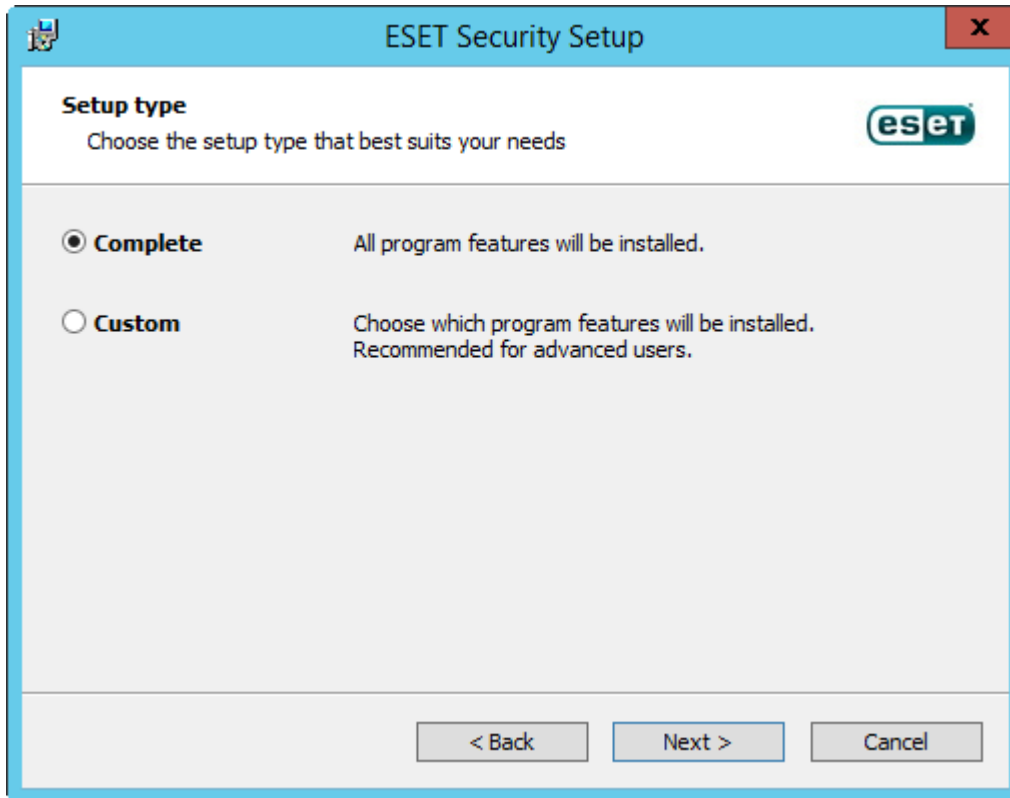 ESET Security Setup
x
Setup type
Choose the setup type that best suits your needs
eset
Complete
All program features will be installed.
Custom
Choose which program features will be installed.
Recommended for advanced users.
< Back
Next >
Cancel